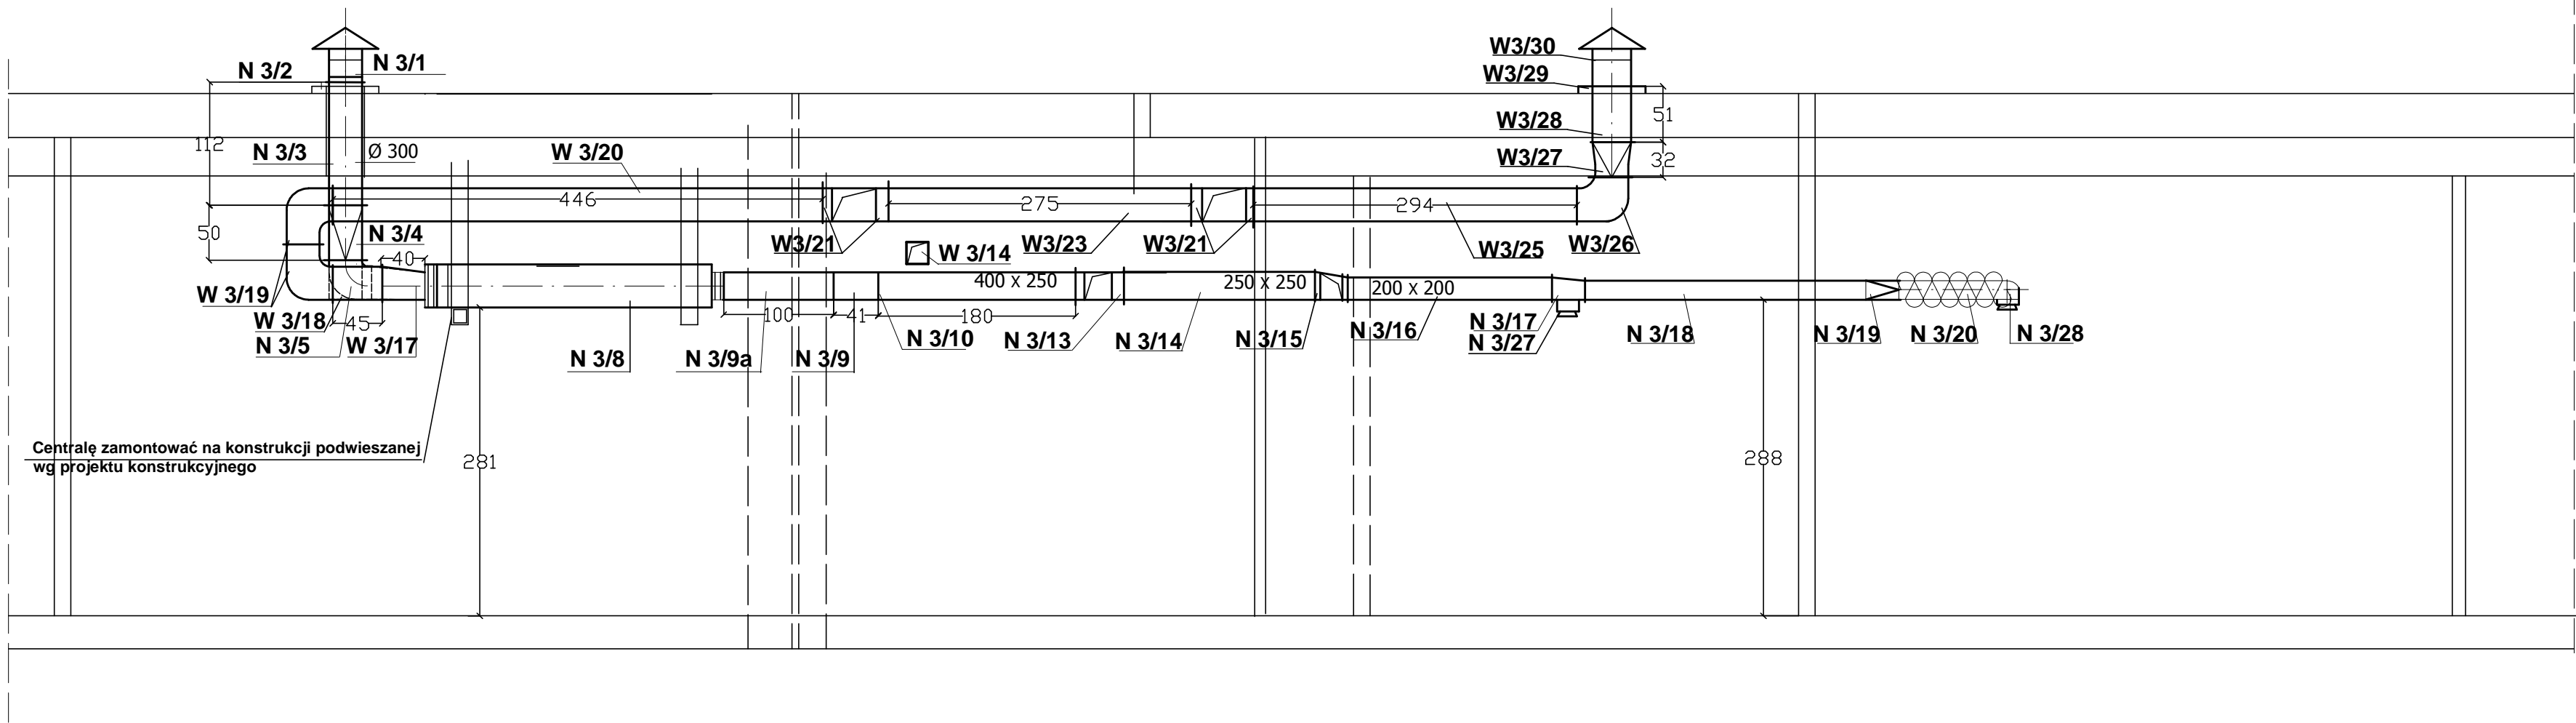 W3/30
N 3/1
N 3/2
W3/29
51
W3/28
112
N 3/3
Ø 300
W 3/20
W3/27
32
446
275
294
50
N 3/4
W3/21
W3/23
W3/21
W3/25
W3/26
W 3/14
40
400 x 250
250 x 250
200 x 200
W 3/19
W 3/18
45
100
41
180
N 3/5
W 3/17
N 3/8
N 3/9a
N 3/9
N 3/10
N 3/13
N 3/14
N 3/15
N 3/16
N 3/17
N 3/27
N 3/18
N 3/19
N 3/20
N 3/28
Centralę zamontować na konstrukcji podwieszanej
wg projektu konstrukcyjnego
281
288